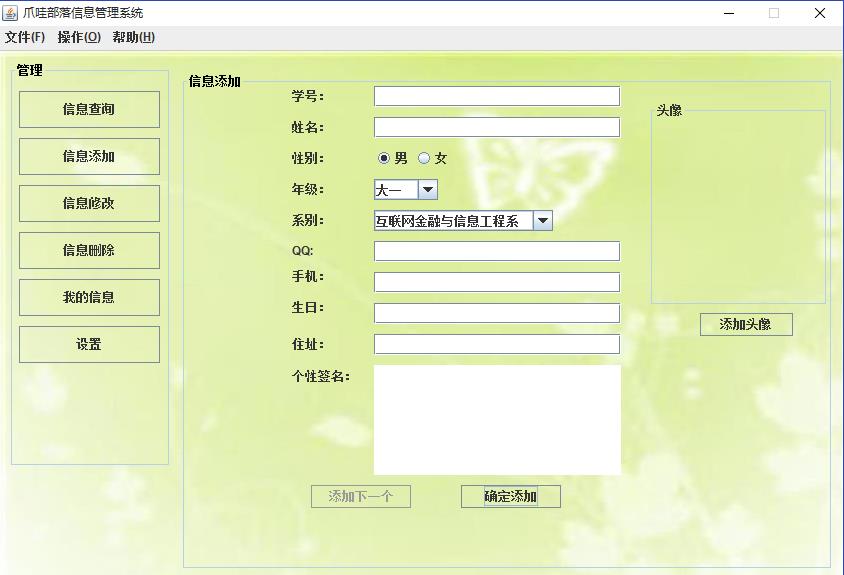 爪哇部落信息管理系统
文件(F) 操作(O) 帮助(H)
管理
信息查询
信息添加
信息修改
信息删除
我的信息
设置
信息添加
学号：
姓名：
性别： 男 女
年级： 大一
系别： 互联网金融与信息工程系
QQ:
手机：
生日：
住址：
个性签名：
添加下一个 确定添加
头像
添加头像